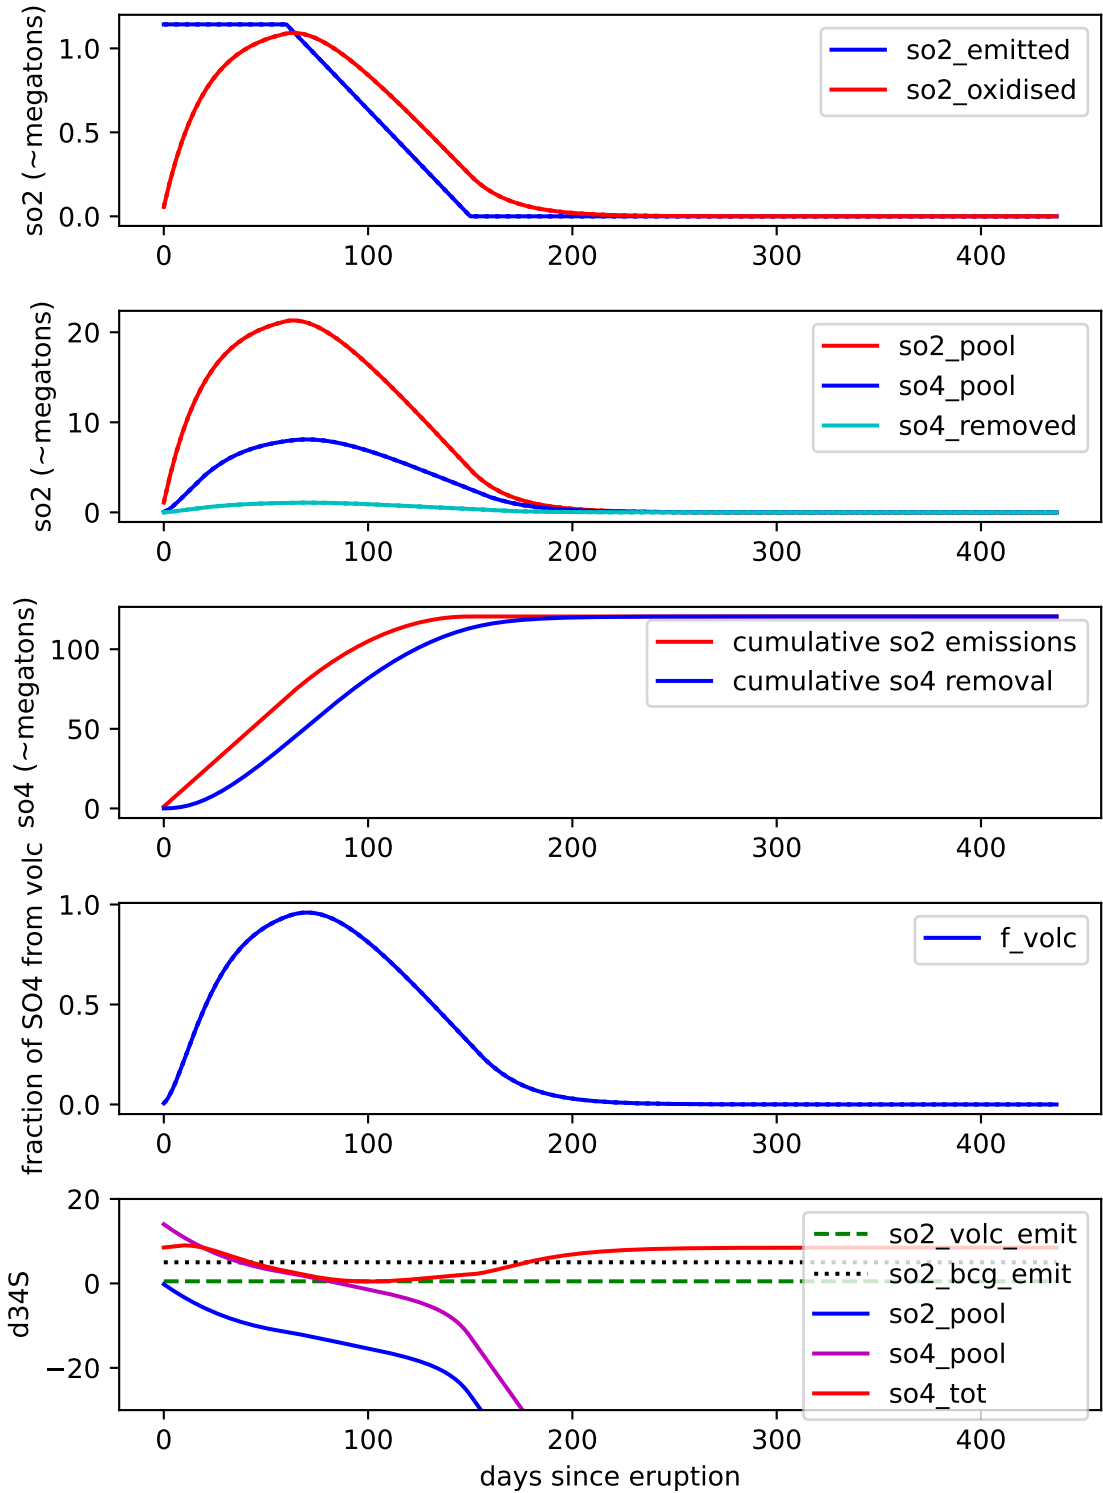 so2 (~megatons)
1.0
0.5
0.0
so2_emitted
so2_oxidised
0 100 200 300 400
so2 (~megatons)
20
10
0
so2_pool
so4_pool
so4_removed
0 100 200 300 400
so4 (~megatons)
100
50
0
cumulative so2 emissions
cumulative so4 removal
0 100 200 300 400
fraction of SO4 from volc
1.0
0.5
0.0
f_volc
0 100 200 300 400
d34S
20
0
−20
so2_volc_emit
so2_bcg_emit
so2_pool
so4_pool
so4_tot
0 100 200 300 400
days since eruption